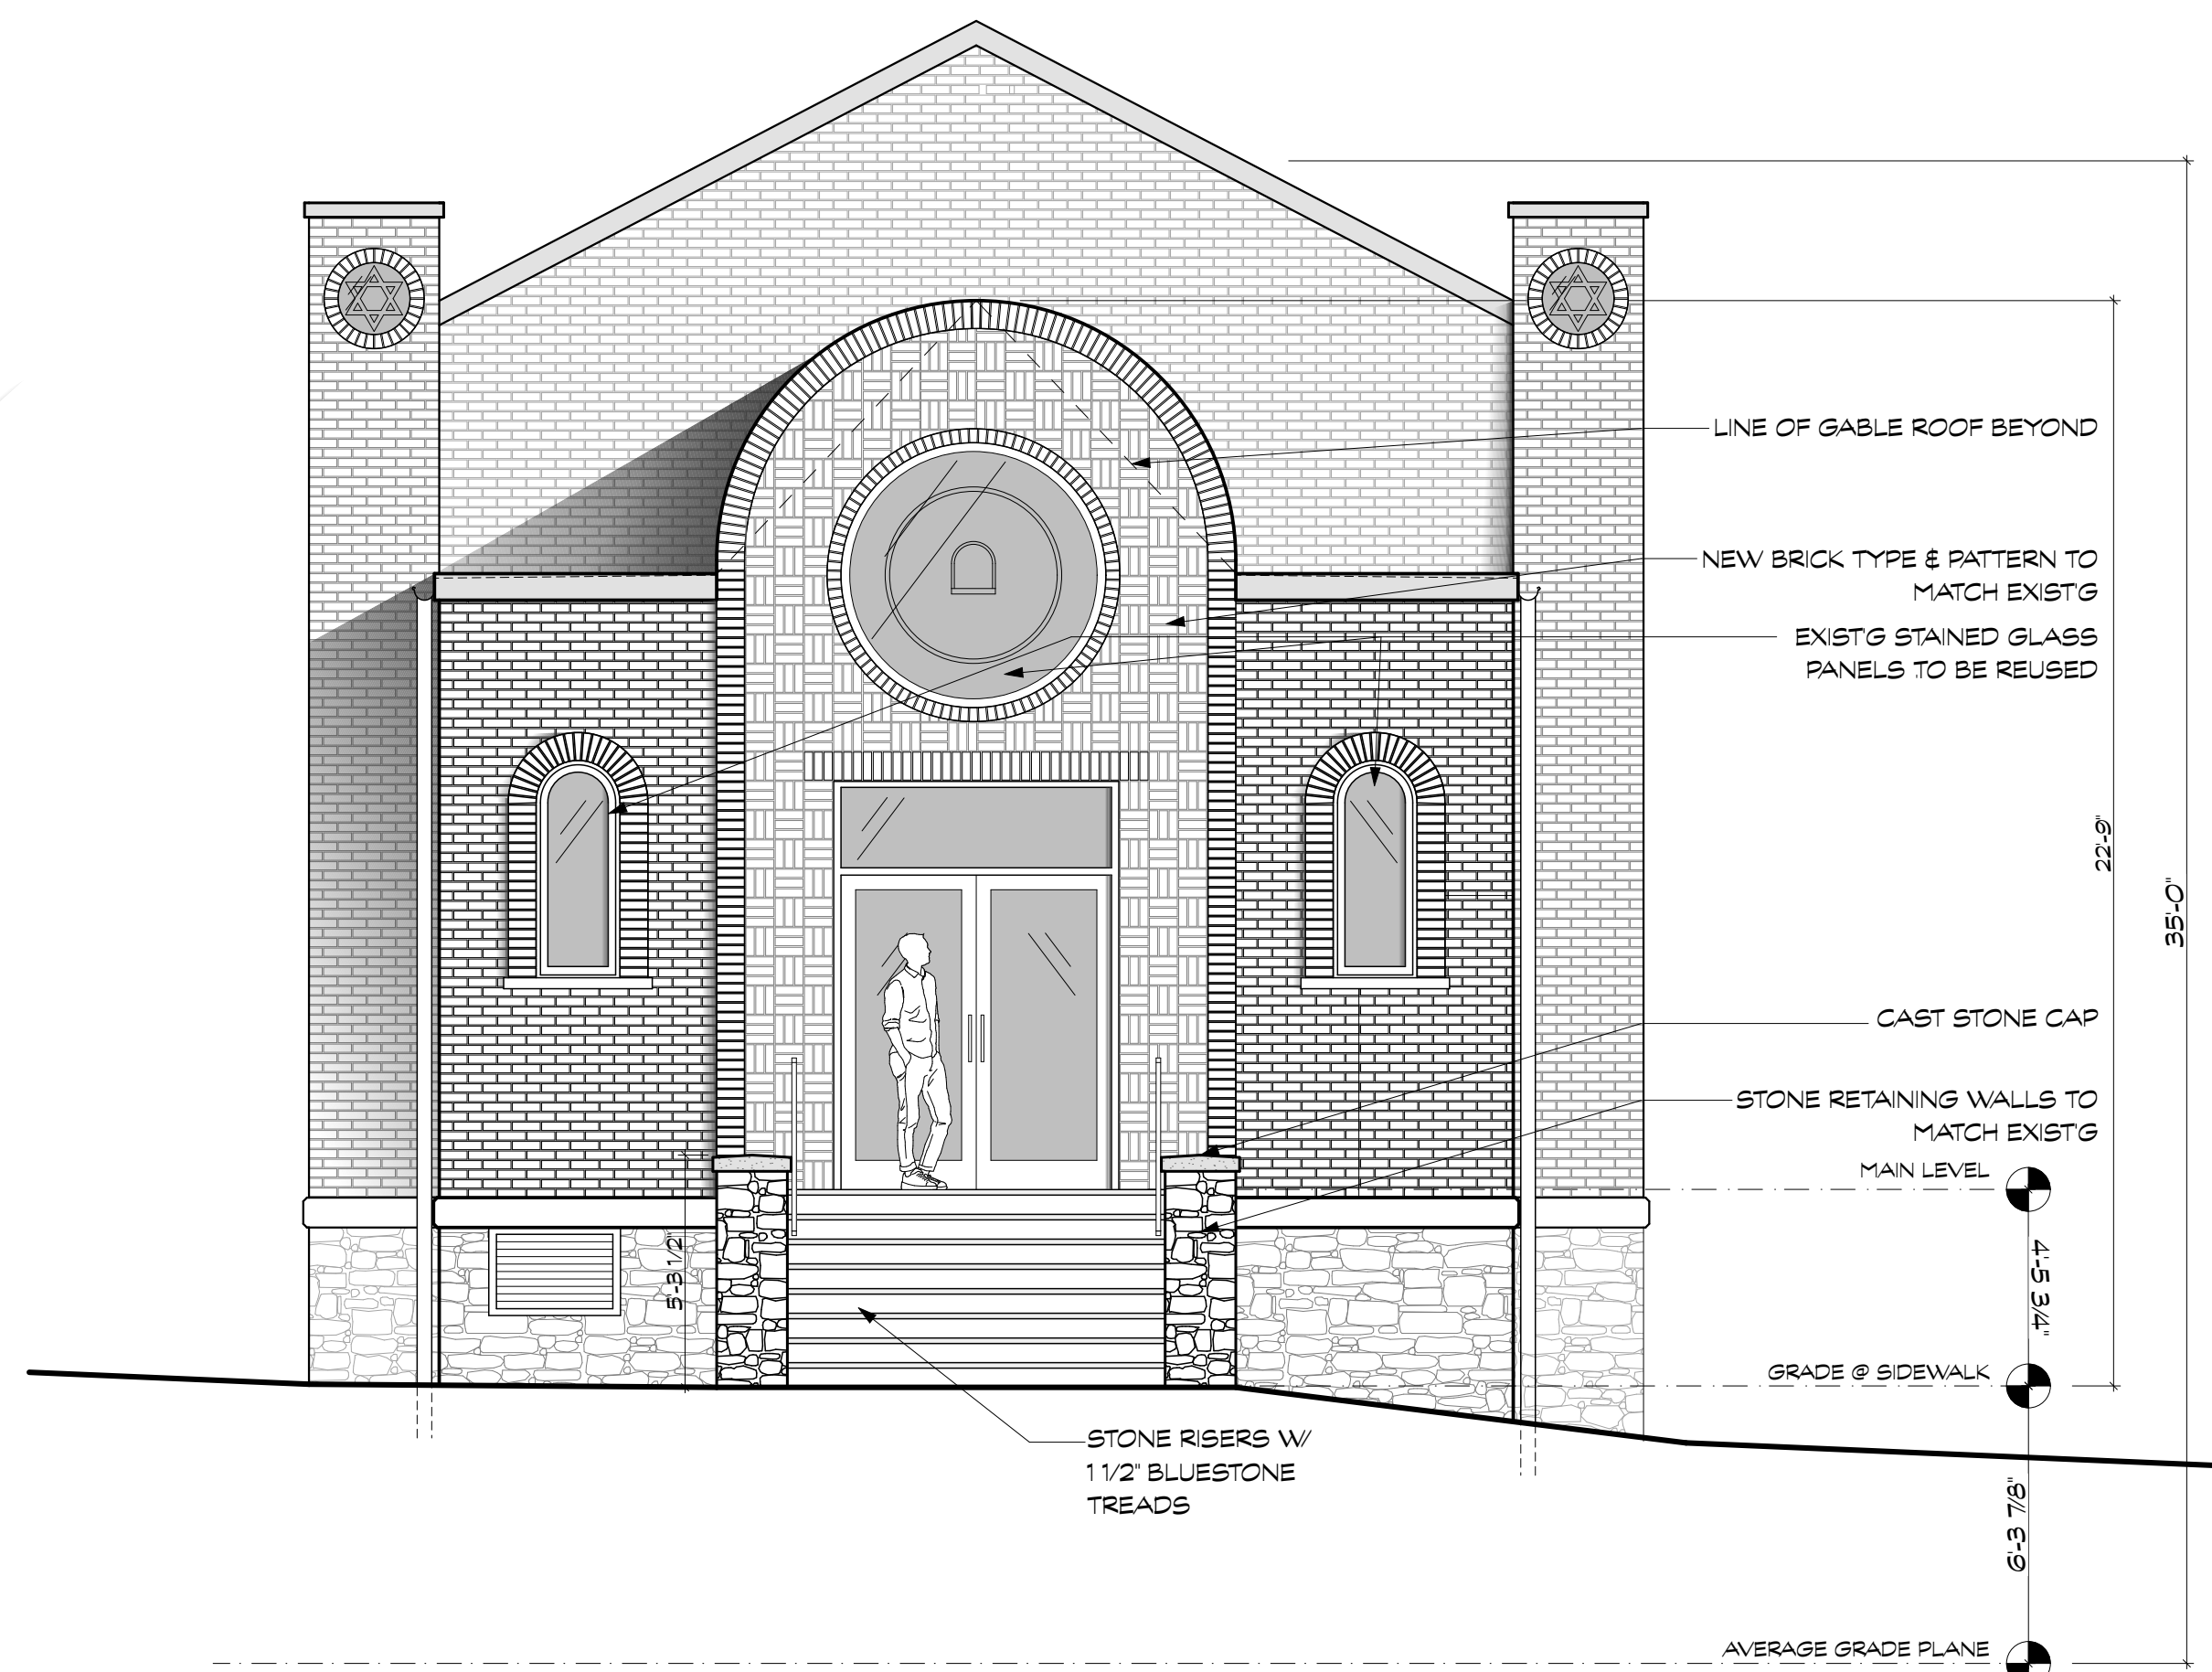 LINE OF GABLE ROOF BEYOND
NEW BRICK TYPE & PATTERN TO
MATCH EXIST'G
EXIST'G STAINED GLASS
PANELS TO BE REUSED
22'-9"
35'-0"
CAST STONE CAP
STONE RETAINING WALLS TO
MATCH EXIST'G
MAIN LEVEL
5'-3 1/2"
4'-5 3/4"
GRADE @ SIDEWALK
STONE RISERS W/
1 1/2" BLUESTONE
TREADS
6'-3 7/8"
AVERAGE GRADE PLANE